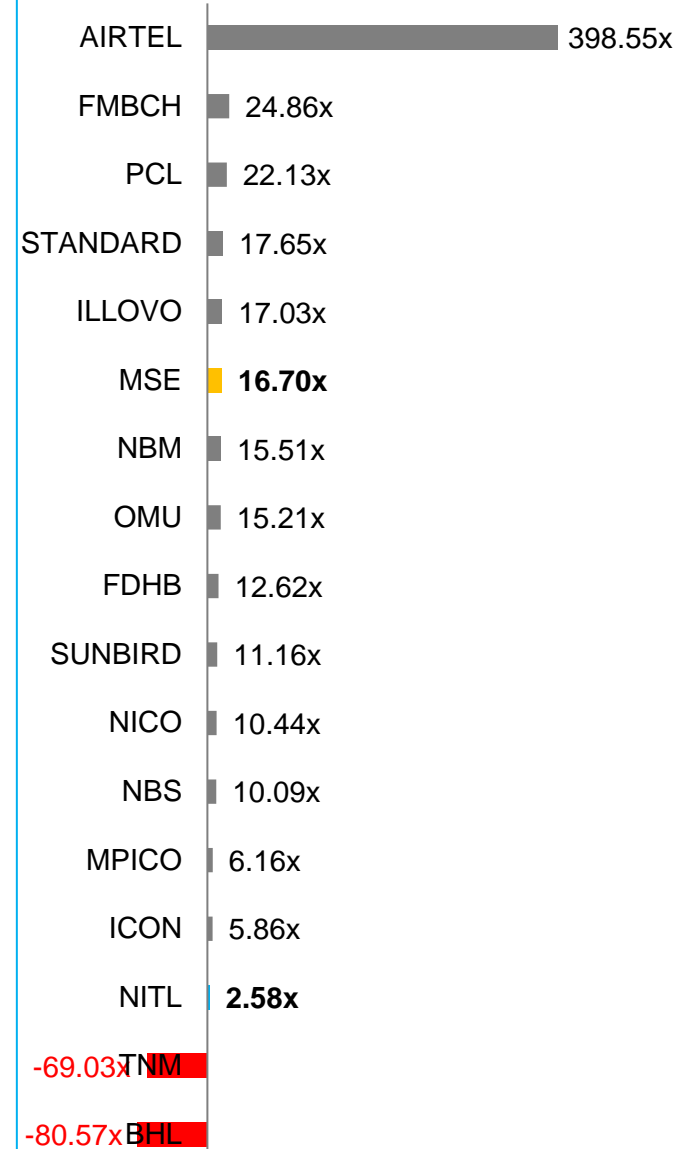 AIRTEL 398.55x
FMBCH 24.86x
PCL 22.13x
STANDARD 17.65x
ILLOVO 17.03x
MSE 16.70x
NBM 15.51x
OMU 15.21x
FDHB 12.62x
SUNBIRD 11.16x
NICO 10.44x
NBS 10.09x
MPICO 6.16x
ICON 5.86x
NITL 2.58x
-69.03x TNM
-80.57x BHL